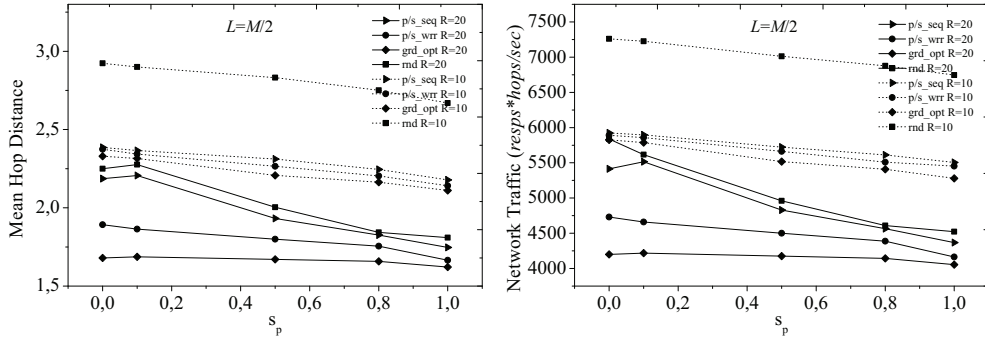 L=M/2
p/s_seq R=20
p/s_wrr R=20
grd_opt R=20
rnd R=20
p/s_seq R=10
p/s_wrr R=10
grd_opt R=10
rnd R=10
3,0
2,5
2,0
1,5
Mean Hop Distance
0,0 0,2 0,4 0,6 0,8 1,0
s_p
L=M/2
p/s_seq R=20
p/s_wrr R=20
grd_opt R=20
rnd R=20
p/s_seq R=10
p/s_wrr R=10
grd_opt R=10
rnd R=10
7500
7000
6500
6000
5500
5000
4500
4000
Network Traffic (resps*hops/sec)
0,0 0,2 0,4 0,6 0,8 1,0
s_p